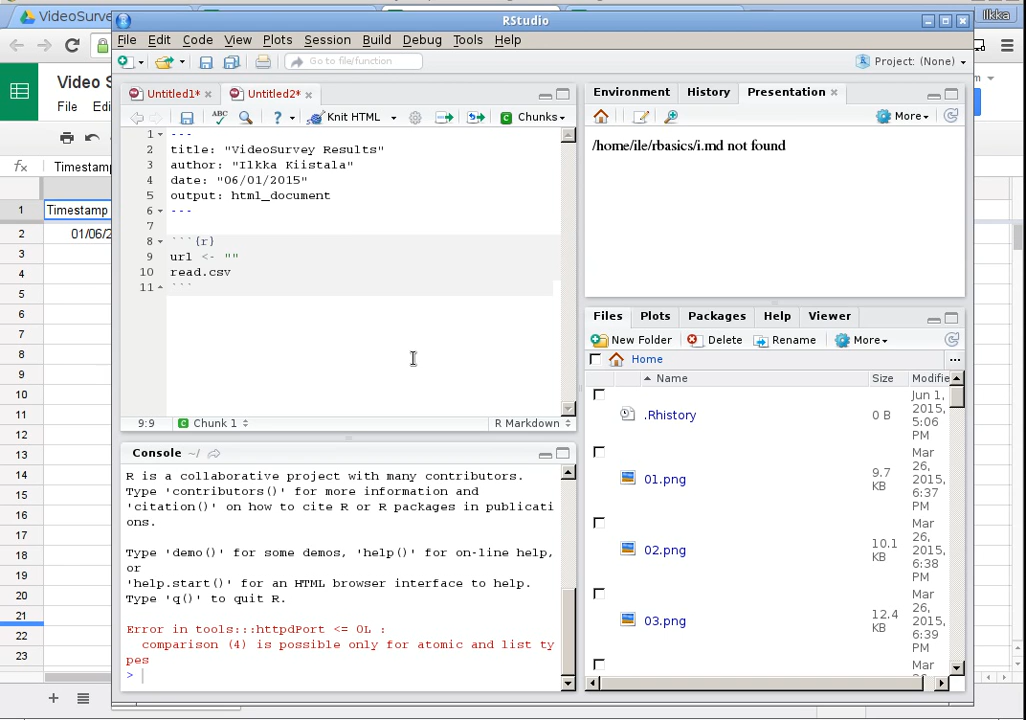 VideoSurve
RStudio
Ilkka
File Edit Code View Plots Session Build Debug Tools Help
Go to file/function
Project: (None)
Video S
File Edi
Timestamp
1 Timestamp
2 01/06/2
3
4
5
6
7
8
9
10
11
12
13
14
15
16
17
18
19
20
21
22
23
Untitled1* Untitled2*
ABC Knit HTML Chunks
1 ---
2 title: "VideoSurvey Results"
3 author: "Ilkka Kiistala"
4 date: "06/01/2015"
5 output: html_document
6 ---
7
8 ```{r}
9 url <- ""
10 read.csv
11 ```
9:9 Chunk 1 R Markdown
Console ~/
R is a collaborative project with many contributors.
Type 'contributors()' for more information and
'citation()' on how to cite R or R packages in publicati
ons.
Type 'demo()' for some demos, 'help()' for on-line help,
or
'help.start()' for an HTML browser interface to help.
Type 'q()' to quit R.
Error in tools:::httpdPort <= 0L :
comparison (4) is possible only for atomic and list ty
pes
>
Environment History Presentation
More
/home/ile/rbasics/i.md not found
Files Plots Packages Help Viewer
New Folder Delete Rename More
Home ...
Name Size Modifie
.Rhistory 0 B Jun 1,
2015,
5:06
PM
01.png 9.7
KB Mar
26,
2015,
6:37
PM
02.png 10.1
KB Mar
26,
2015,
6:38
PM
03.png 12.4
KB Mar
26,
2015,
6:39
PM
Mar